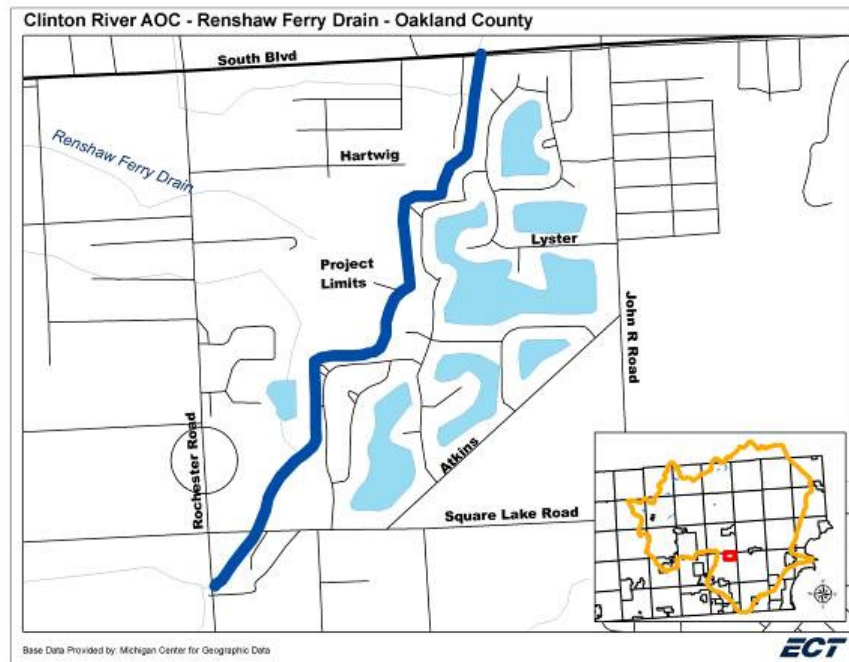 Clinton River AOC - Renshaw Ferry Drain - Oakland County
South Blvd
Renshaw Ferry Drain
Hartwig
Lyster
Project
Limits
John R Road
Rochester Road
Atkins
Square Lake Road
Base Data Provided by: Michigan Center for Geographic Data
ECT